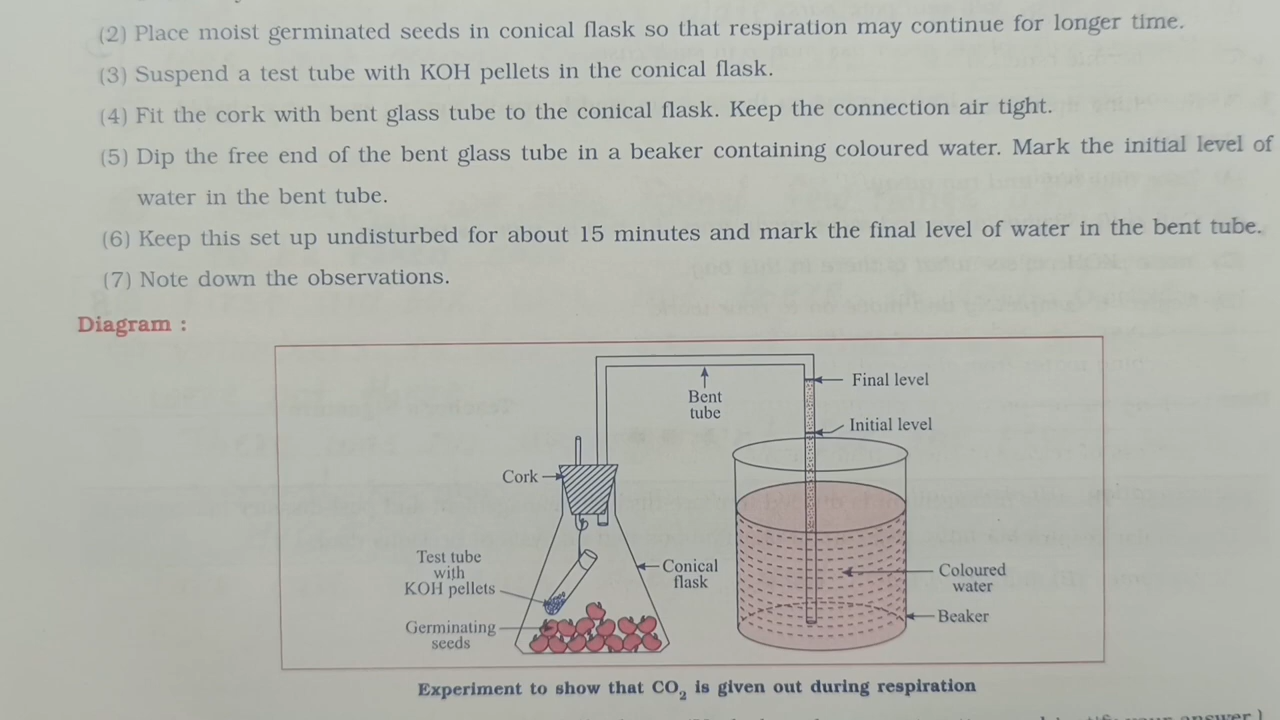 (2) Place moist germinated seeds in conical flask so that respiration may continue for longer time.
(3) Suspend a test tube with KOH pellets in the conical flask.
(4) Fit the cork with bent glass tube to the conical flask. Keep the connection air tight.
(5) Dip the free end of the bent glass tube in a beaker containing coloured water. Mark the initial level of
water in the bent tube.
(6) Keep this set up undisturbed for about 15 minutes and mark the final level of water in the bent tube.
(7) Note down the observations.
Diagram :
Final level
Bent
tube
Initial level
Cork
Test tube
with
KOH pellets
Conical
flask
Coloured
water
Germinating
seeds
Beaker
Experiment to show that CO₂ is given out during respiration
your answer.)